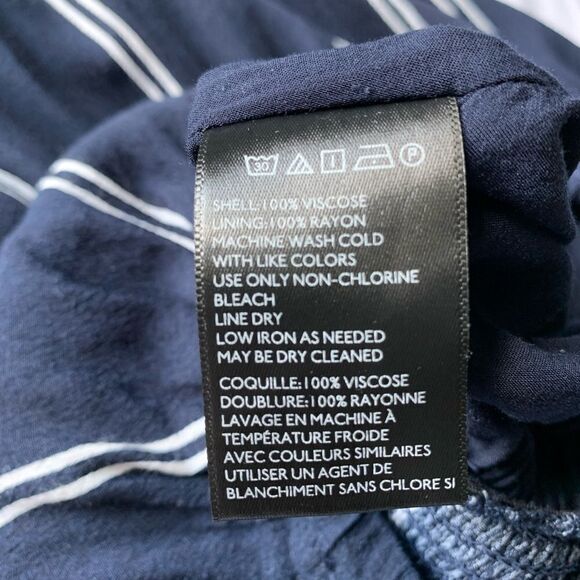 30 P
SHELL:100% VISCOSE
LINING:100% RAYON
MACHINE WASH COLD
WITH LIKE COLORS
USE ONLY NON-CHLORINE
BLEACH
LINE DRY
LOW IRON AS NEEDED
MAY BE DRY CLEANED
COQUILLE:100% VISCOSE
DOUBLURE:100% RAYONNE
LAVAGE EN MACHINE À
TEMPÉRATURE FROIDE
AVEC COULEURS SIMILAIRES
UTILISER UN AGENT DE
BLANCHIMENT SANS CHLORE SI